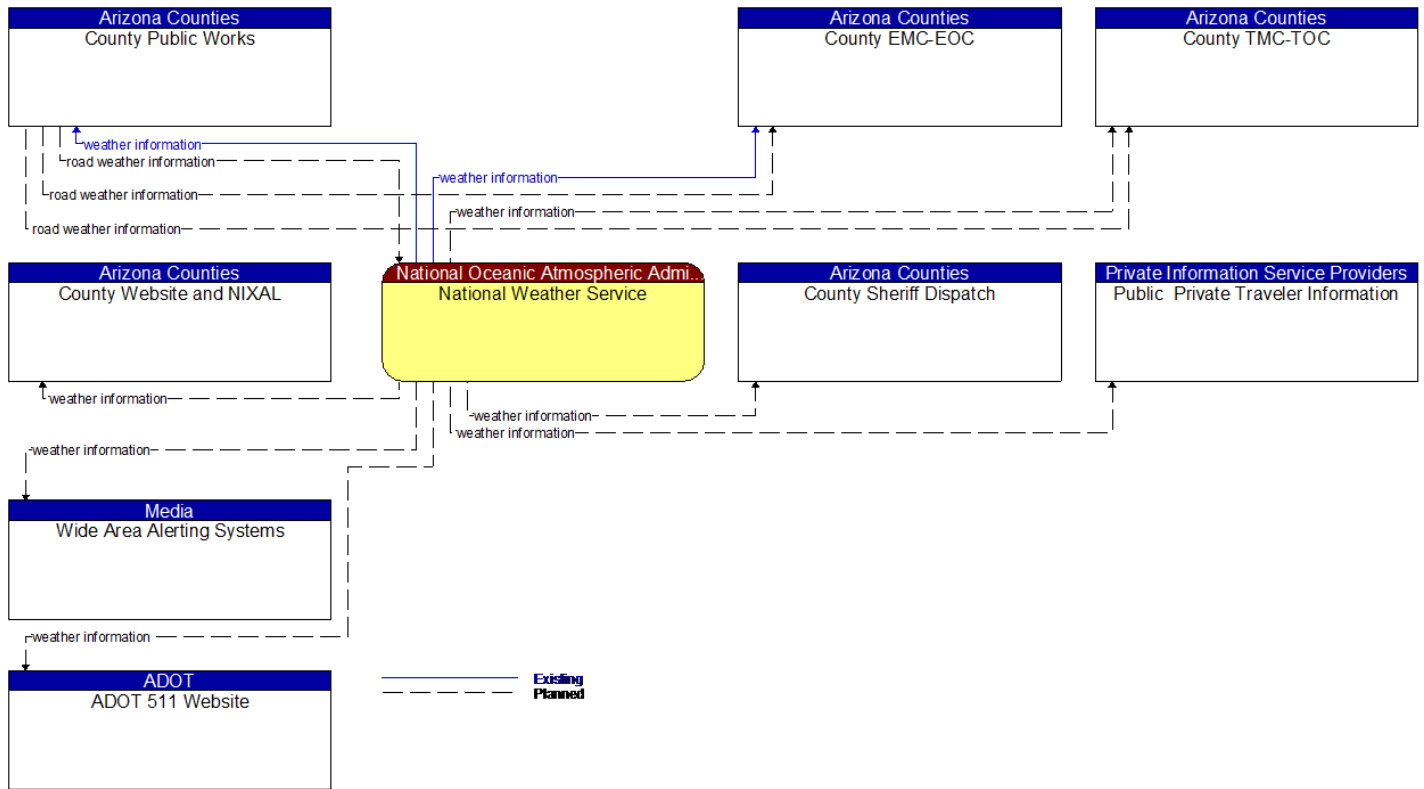 Arizona Counties
County Public Works
Arizona Counties
County EMC-EOC
Arizona Counties
County TMC-TOC
weather information
road weather information
weather information
road weather information
weather information
road weather information
Arizona Counties
County Website and NIXAL
National Oceanic Atmospheric Admi...
National Weather Service
Arizona Counties
County Sheriff Dispatch
Private Information Service Providers
Public Private Traveler Information
weather information
weather information
weather information
weather information
Media
Wide Area Alerting Systems
weather information
ADOT
ADOT 511 Website
Existing
Planned